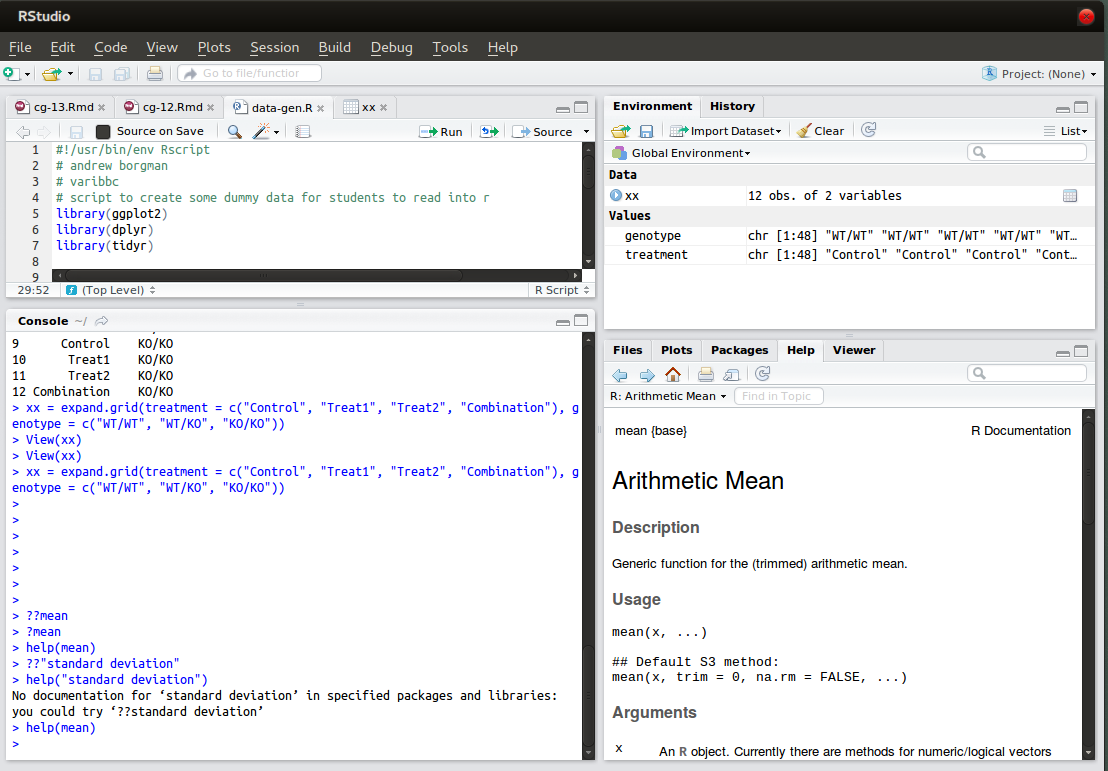 RStudio
File Edit Code View Plots Session Build Debug Tools Help
Go to file/function Project: (None)
cg-13.Rmd cg-12.Rmd data-gen.R xx
Source on Save Run Source
1 #!/usr/bin/env Rscript
2 # andrew borgman
3 # varibbc
4 # script to create some dummy data for students to read into r
5 library(ggplot2)
6 library(dplyr)
7 library(tidyr)
8
9
29:52 (Top Level) R Script
Console ~/
9 Control KO/KO
10 Treat1 KO/KO
11 Treat2 KO/KO
12 Combination KO/KO
> xx = expand.grid(treatment = c("Control", "Treat1", "Treat2", "Combination"), g
enotype = c("WT/WT", "WT/KO", "KO/KO"))
> View(xx)
> View(xx)
> xx = expand.grid(treatment = c("Control", "Treat1", "Treat2", "Combination"), g
enotype = c("WT/WT", "WT/KO", "KO/KO"))
>
>
>
>
>
>
>
> ??mean
> ?mean
> help(mean)
> ??"standard deviation"
> help("standard deviation")
No documentation for ‘standard deviation’ in specified packages and libraries:
you could try ‘??standard deviation’
> help(mean)
>
Environment History
Import Dataset Clear List
Global Environment
Data
xx 12 obs. of 2 variables
Values
genotype chr [1:48] "WT/WT" "WT/WT" "WT/WT" "WT/WT" "WT…
treatment chr [1:48] "Control" "Control" "Control" "Cont…
Files Plots Packages Help Viewer
R: Arithmetic Mean Find in Topic
mean {base} R Documentation
Arithmetic Mean
Description
Generic function for the (trimmed) arithmetic mean.
Usage
mean(x, ...)
## Default S3 method:
mean(x, trim = 0, na.rm = FALSE, ...)
Arguments
x An R object. Currently there are methods for numeric/logical vectors